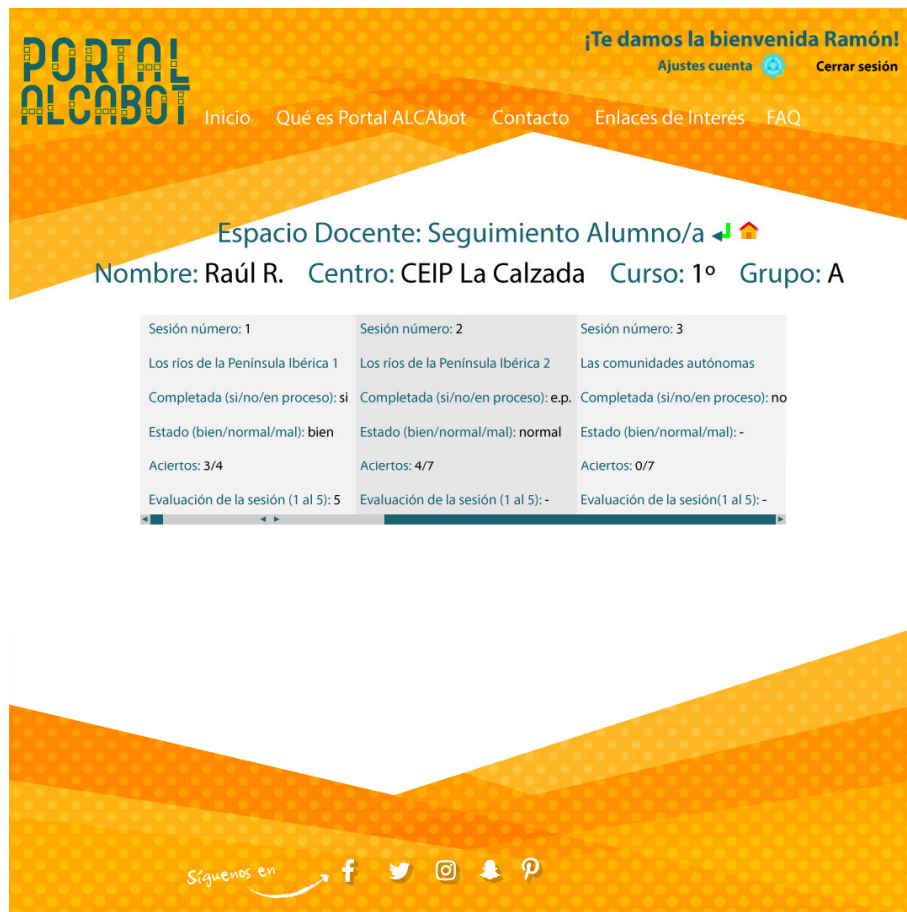 ¡Te damos la bienvenida Ramón!
Ajustes cuenta Cerrar sesión
PORTAL
ALCABOT
Inicio Qué es Portal ALCAbot Contacto Enlaces de Interés FAQ
Espacio Docente: Seguimiento Alumno/a
Nombre: Raúl R. Centro: CEIP La Calzada Curso: 1º Grupo: A
Sesión número: 1
Los ríos de la Península Ibérica 1
Completada (si/no/en proceso): si
Estado (bien/normal/mal): bien
Aciertos: 3/4
Evaluación de la sesión (1 al 5): 5
Sesión número: 2
Los ríos de la Península Ibérica 2
Completada (si/no/en proceso): e.p.
Estado (bien/normal/mal): normal
Aciertos: 4/7
Evaluación de la sesión (1 al 5): -
Sesión número: 3
Las comunidades autónomas
Completada (si/no/en proceso): no
Estado (bien/normal/mal): -
Aciertos: 0/7
Evaluación de la sesión(1 al 5): -
Síguenos en